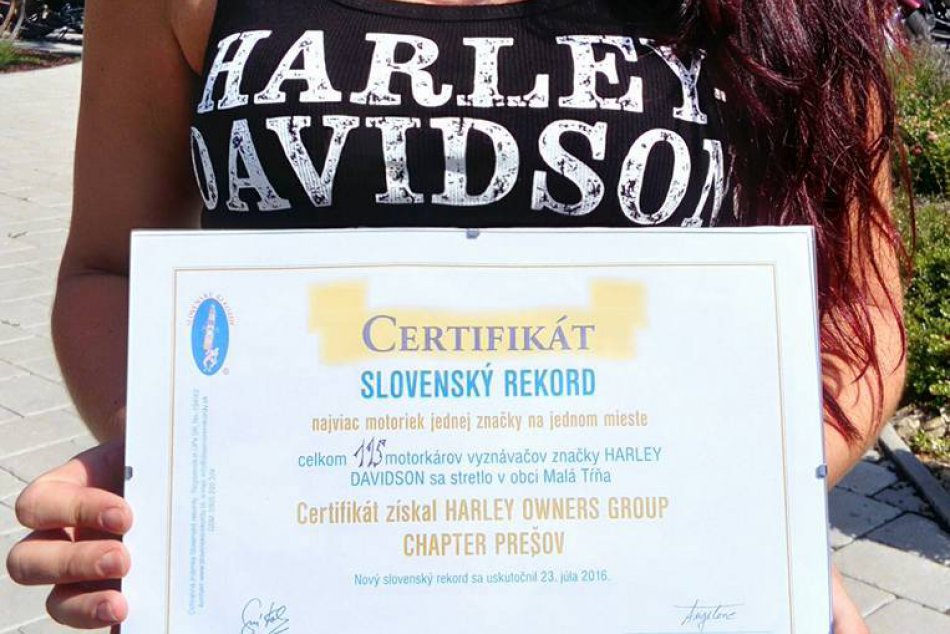 HARLEY
DAVIDSON
CERTIFIKÁT
SLOVENSKÝ REKORD
najviac motoriek jednej značky na jednom mieste
celkom 125 motorkárov vyznávačov značky HARLEY
DAVIDSON sa stretlo v obci Malá Tŕňa
Certifikát získal HARLEY OWNERS GROUP
CHAPTER PREŠOV
Nový slovenský rekord sa uskutočnil 23. júla 2016.